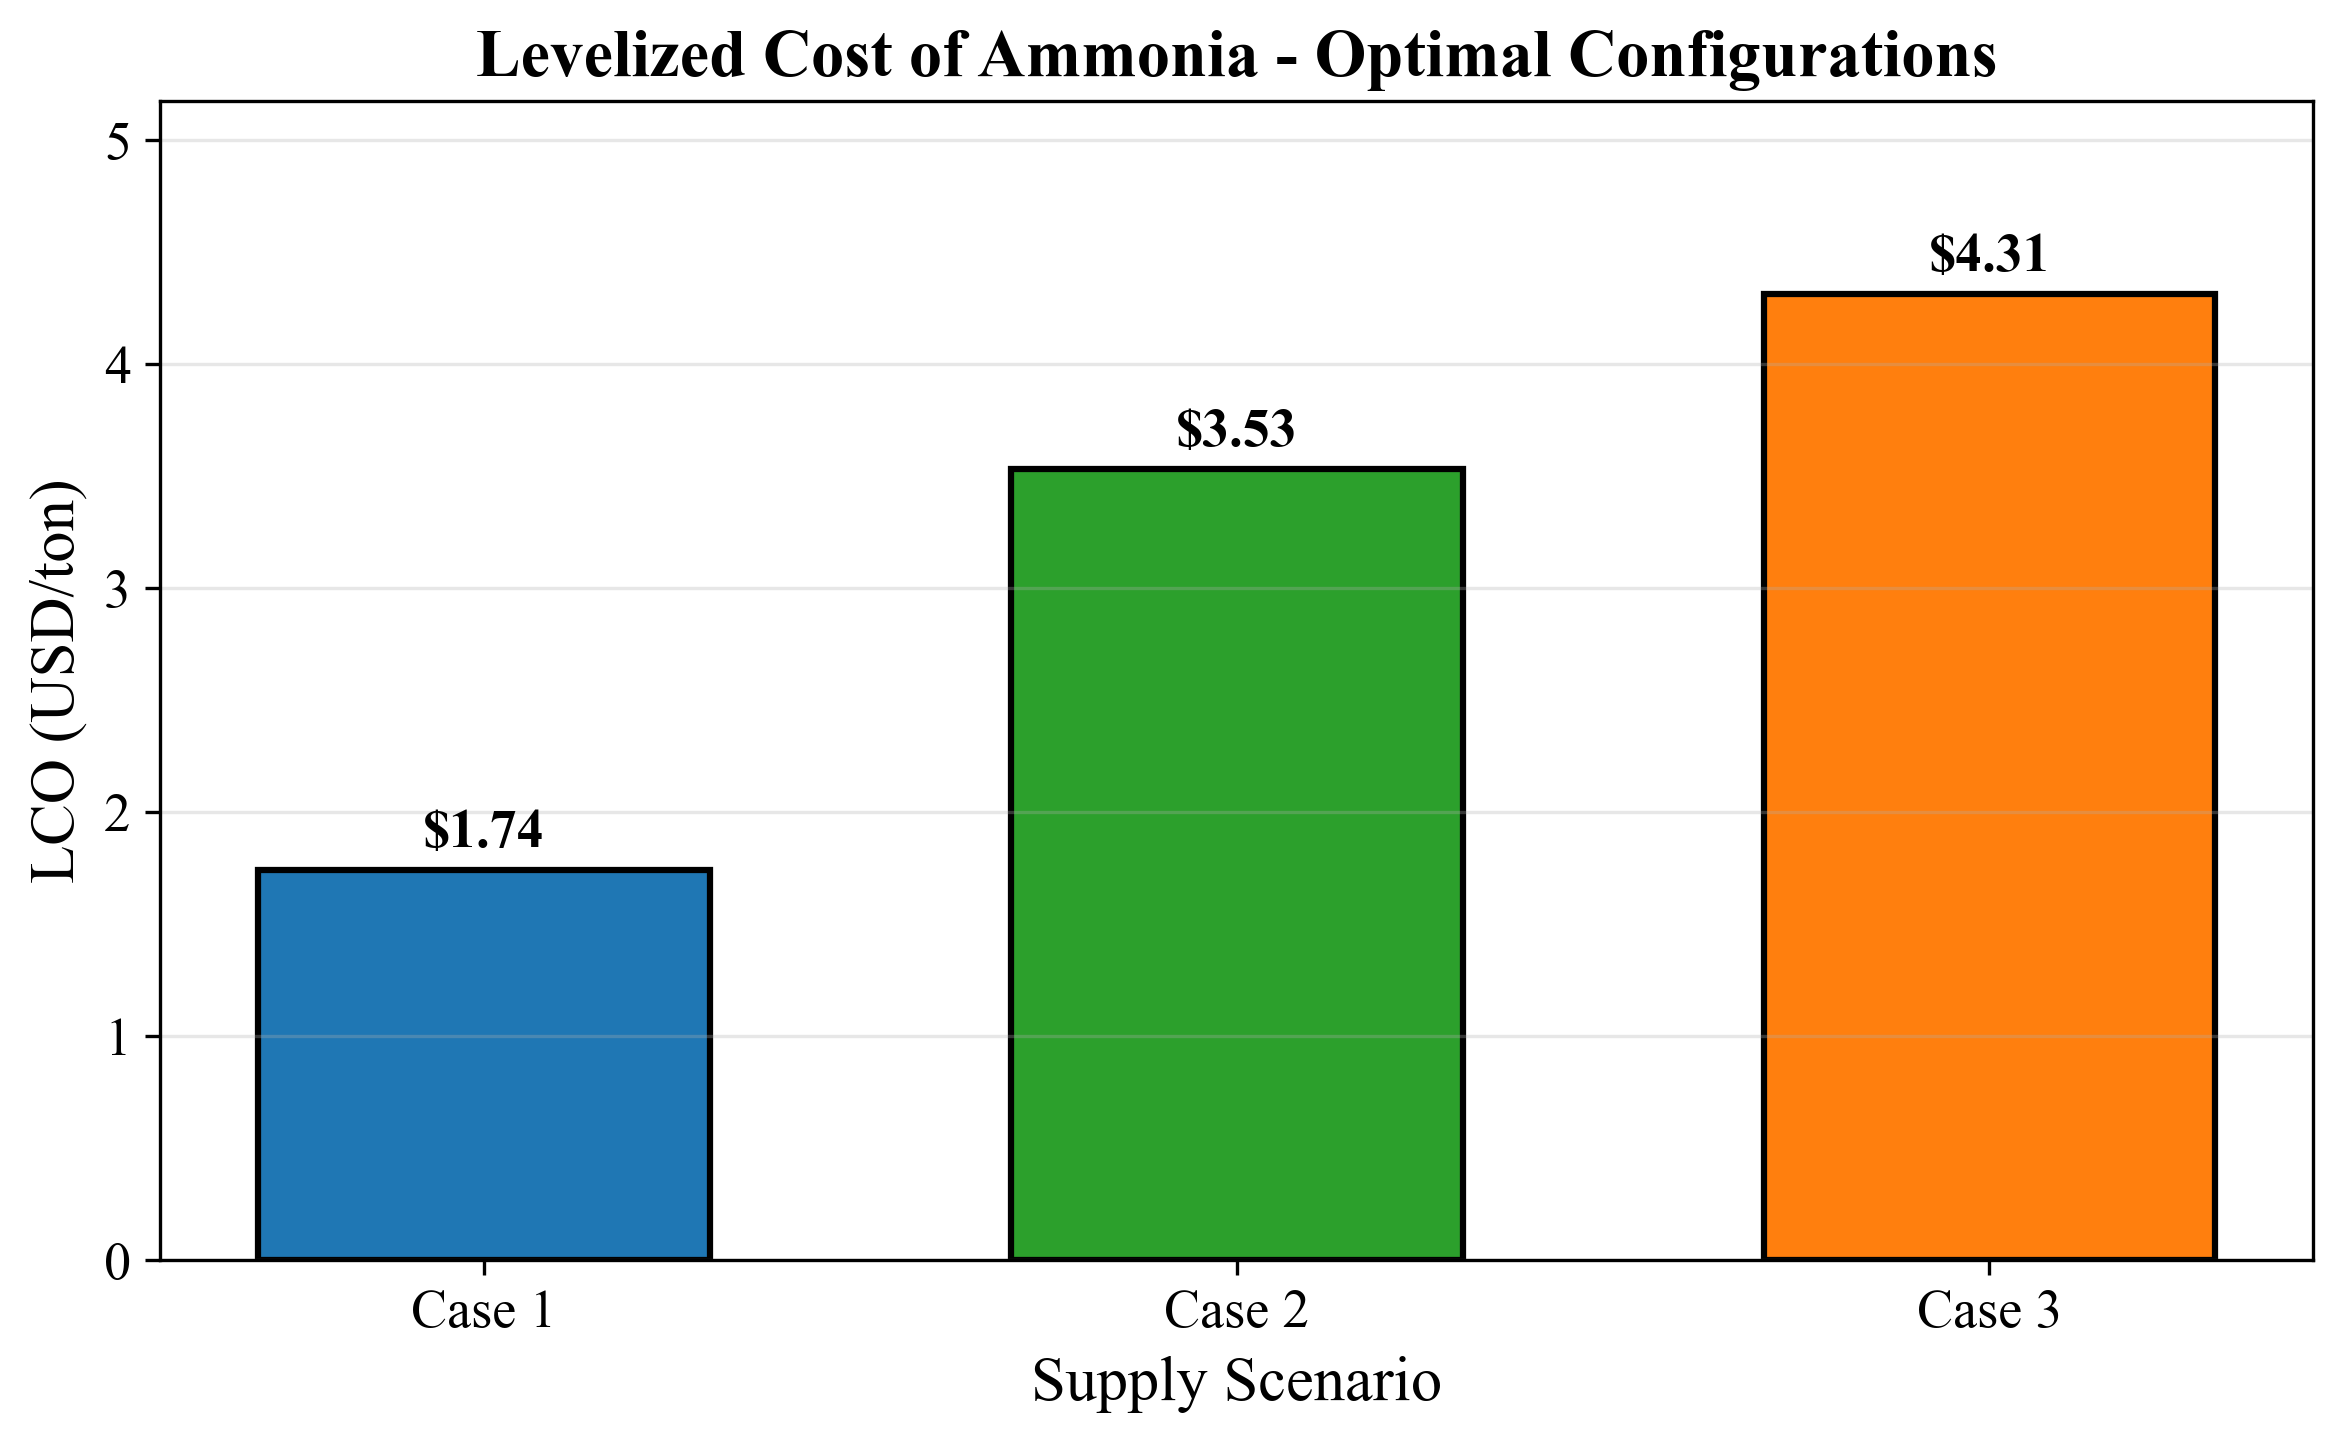 Levelized Cost of Ammonia - Optimal Configurations
LCO (USD/ton)
5
4
3
2
1
0
$1.74
$3.53
$4.31
Case 1
Case 2
Case 3
Supply Scenario